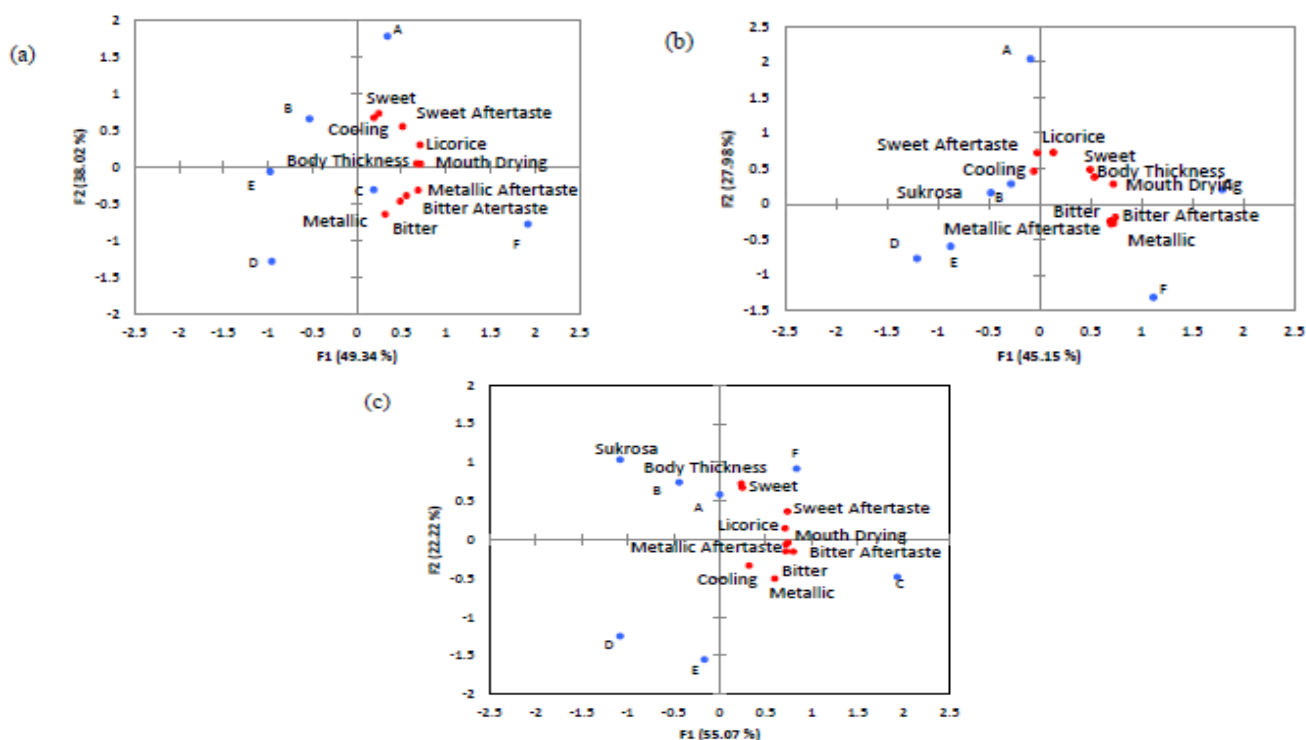 (a)
2
1.5
1
0.5
0
-0.5
-1
-1.5
-2
F2 (38.02 %)
A
B
Sweet
Sweet Aftertaste
Cooling
Licorice
Body Thickness
Mouth Drying
E
C
Metallic Aftertaste
Bitter Atertaste
Metallic
Bitter
F
D
-2.5 -2 -1.5 -1 -0.5 0 0.5 1 1.5 2 2.5
F1 (49.34 %)
(b)
2.5
2
1.5
1
0.5
0
-0.5
-1
-1.5
F2 (27.98 %)
A
Sweet Aftertaste
Licorice
Cooling
Sweet
Body Thickness
Sukrosa
B
Mouth Drying
Bitter
Bitter Aftertaste
Metallic Aftertaste
Metallic
D
E
F
-2.5 -2 -1.5 -1 -0.5 0 0.5 1 1.5 2 2.5
F1 (45.15 %)
(c)
2
1.5
1
0.5
0
-0.5
-1
-1.5
-2
F2 (22.22 %)
Sukrosa
Body Thickness
F
B
Sweet
A
Sweet Aftertaste
Licorice
Mouth Drying
Metallic Aftertaste
Bitter Aftertaste
Cooling
Bitter
Metallic
C
D
E
-2.5 -2 -1.5 -1 -0.5 0 0.5 1 1.5 2 2.5
F1 (55.07 %)